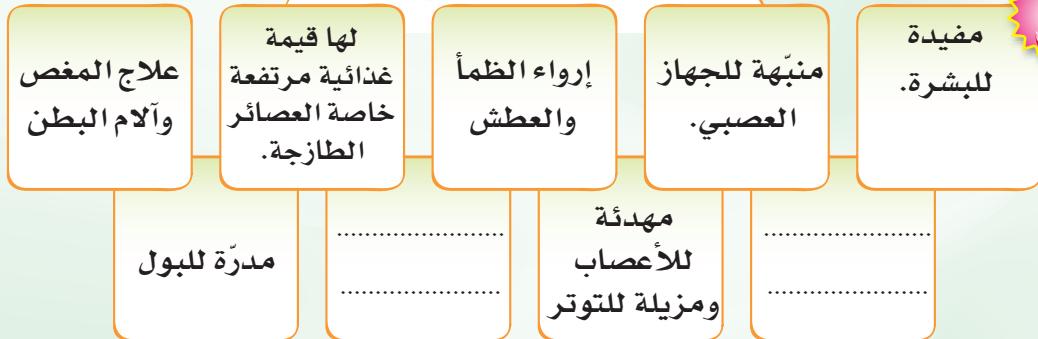 مفيدة
للبشرة.
منبّهة للجهاز
العصبي.
إرواء الظمأ
والعطش
لها قيمة
غذائية مرتفعة
خاصة العصائر
الطازجة.
علاج المغص
وآلام البطن
........................
.......................
مهدئة
للأعصاب
ومزيلة للتوتر
........................
.......................
مدرّة للبول